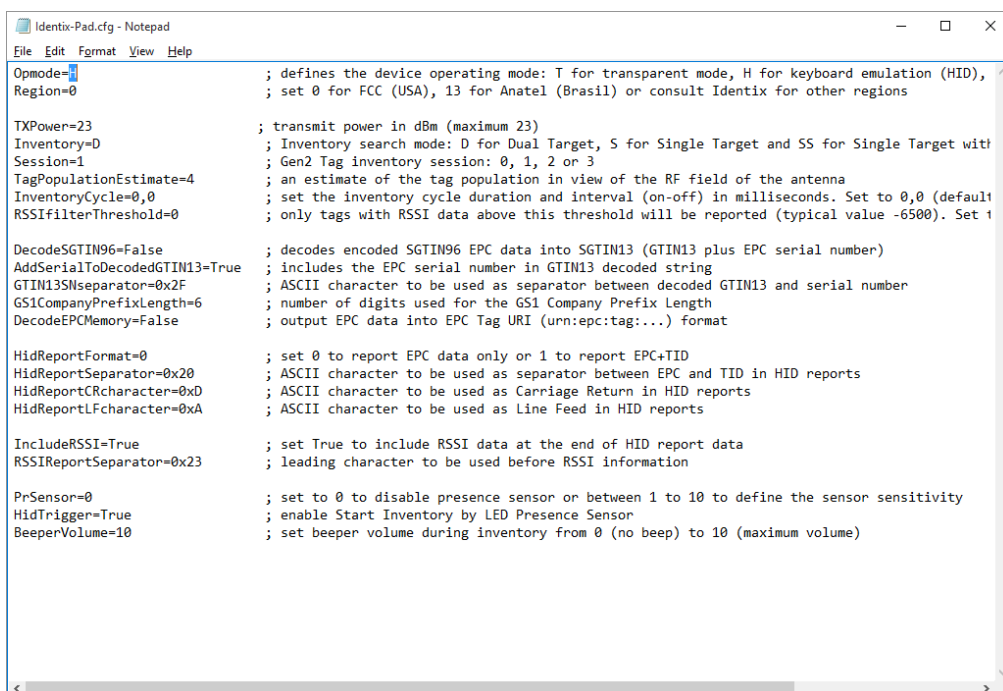 Identix-Pad.cfg - Notepad
File Edit Format View Help
Opmode=H ; defines the device operating mode: T for transparent mode, H for keyboard emulation (HID),
Region=0 ; set 0 for FCC (USA), 13 for Anatel (Brasil) or consult Identix for other regions
TXPower=23 ; transmit power in dBm (maximum 23)
Inventory=D ; Inventory search mode: D for Dual Target, S for Single Target and SS for Single Target with
Session=1 ; Gen2 Tag inventory session: 0, 1, 2 or 3
TagPopulationEstimate=4 ; an estimate of the tag population in view of the RF field of the antenna
InventoryCycle=0,0 ; set the inventory cycle duration and interval (on-off) in milliseconds. Set to 0,0 (default
RSSIfilterThreshold=0 ; only tags with RSSI data above this threshold will be reported (typical value -6500). Set
DecodeSGTIN96=False ; decodes encoded SGTIN96 EPC data into SGTIN13 (GTIN13 plus EPC serial number)
AddSerialToDecodedGTIN13=True ; includes the EPC serial number in GTIN13 decoded string
GTIN13SNseparator=0x2F ; ASCII character to be used as separator between decoded GTIN13 and serial number
GS1CompanyPrefixLength=6 ; number of digits used for the GS1 Company Prefix Length
DecodeEPCMemory=False ; output EPC data into EPC Tag URI (urn:epc:tag:...) format
HidReportFormat=0 ; set 0 to report EPC data only or 1 to report EPC+TID
HidReportSeparator=0x20 ; ASCII character to be used as separator between EPC and TID in HID reports
HidReportCRcharacter=0xD ; ASCII character to be used as Carriage Return in HID reports
HidReportLFcharacter=0xA ; ASCII character to be used as Line Feed in HID reports
IncludeRSSI=True ; set True to include RSSI data at the end of HID report data
RSSIReportSeparator=0x23 ; leading character to be used before RSSI information
PrSensor=0 ; set to 0 to disable presence sensor or between 1 to 10 to define the sensor sensitivity
HidTrigger=True ; enable Start Inventory by LED Presence Sensor
BeeperVolume=10 ; set beeper volume during inventory from 0 (no beep) to 10 (maximum volume)